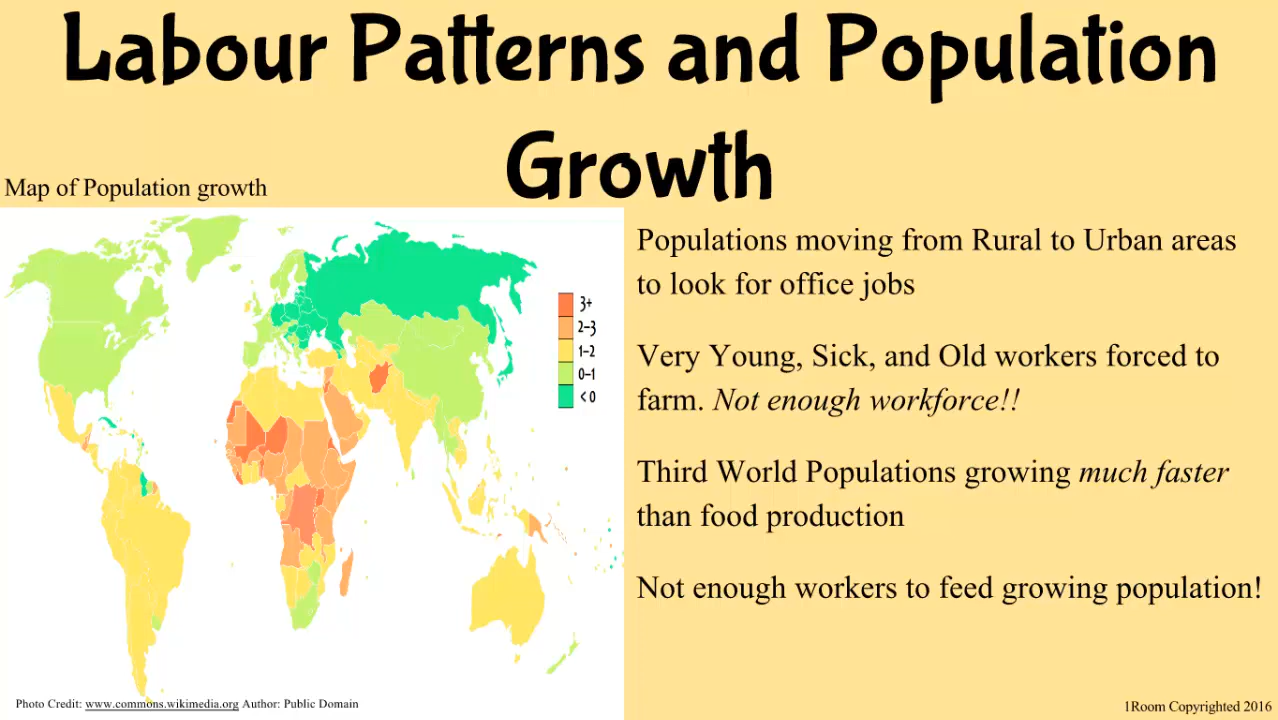 Labour Patterns and Population
Growth
Map of Population growth
3+
2–3
1–2
0–1
< 0
Populations moving from Rural to Urban areas
to look for office jobs
Very Young, Sick, and Old workers forced to
farm. Not enough workforce!!
Third World Populations growing much faster
than food production
Not enough workers to feed growing population!
Photo Credit: www.commons.wikimedia.org Author: Public Domain
1Room Copyrighted 2016